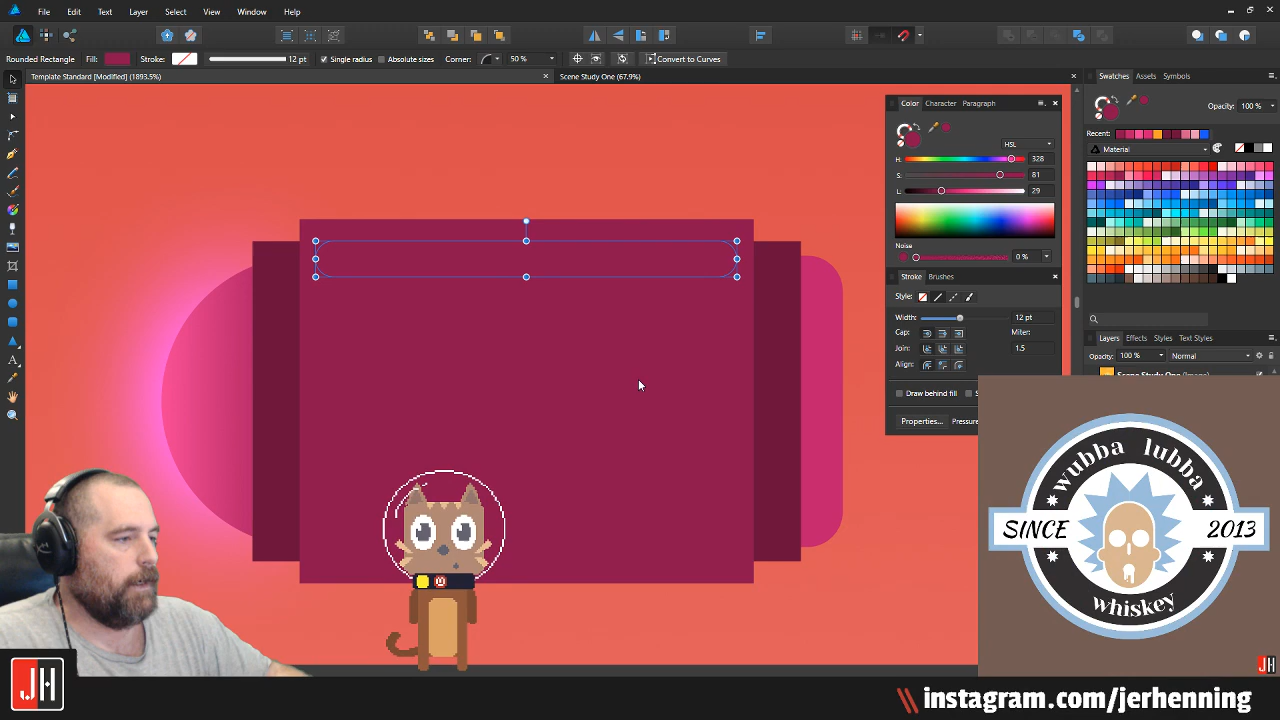 File Edit Text Layer Select View Window Help
Rounded Rectangle Fill: Stroke: 12 pt Single radius Absolute sizes Corner: 50 % Convert to Curves
Template Standard [Modified] (1893.5%) Scene Study One (67.9%)
Swatches Assets Symbols
Opacity: 100 %
Recent:
Material
Color Character Paragraph
HSL
H: 328
S: 81
L: 29
Noise
0 %
Stroke Brushes
Style:
Width: 12 pt
Cap: Miter:
Join: 1.5
Align:
Draw behind fill
Properties... Pressure
Layers Effects Styles Text Styles
Opacity: 100 % Normal
wubba lubba
SINCE 2013
whiskey
JH
JH
\\ instagram.com/jerhenning